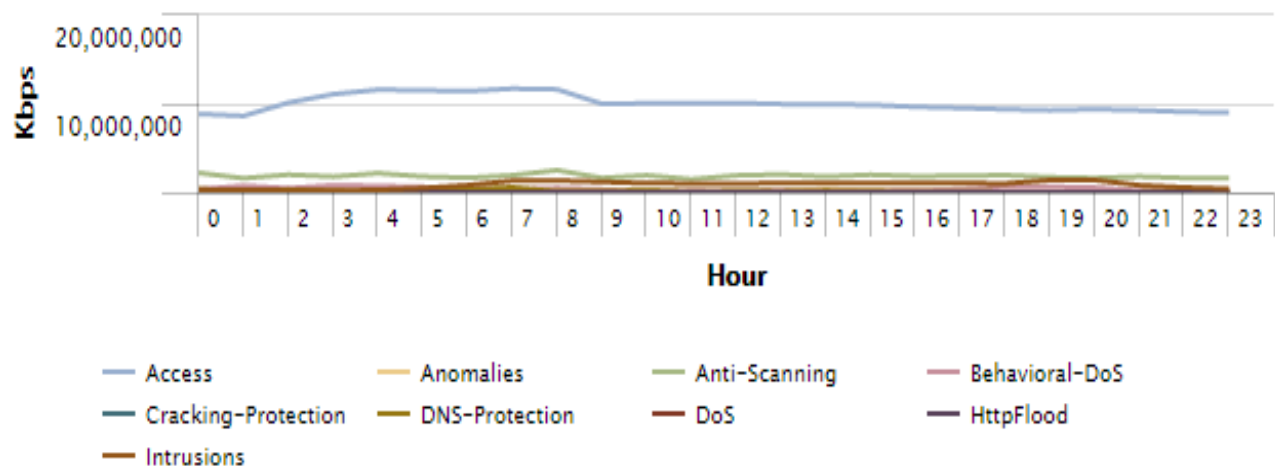 20,000,000
10,000,000
Kbps
0 1 2 3 4 5 6 7 8 9 10 11 12 13 14 15 16 17 18 19 20 21 22 23
Hour
Access Anomalies Anti-Scanning Behavioral-DoS
Cracking-Protection DNS-Protection DoS HttpFlood
Intrusions